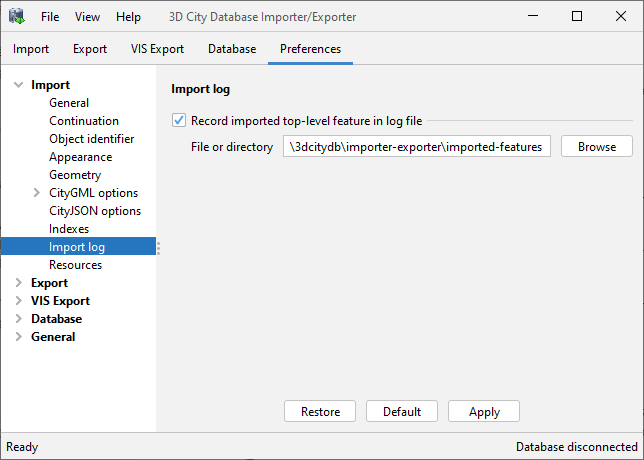 File View Help 3D City Database Importer/Exporter
Import Export VIS Export Database Preferences
Import
General
Continuation
Object identifier
Appearance
Geometry
CityGML options
CityJSON options
Indexes
Import log
Resources
Export
VIS Export
Database
General
Import log
Record imported top-level feature in log file
File or directory \3dcitydb\importer-exporter\imported-features Browse
Restore Default Apply
Ready Database disconnected